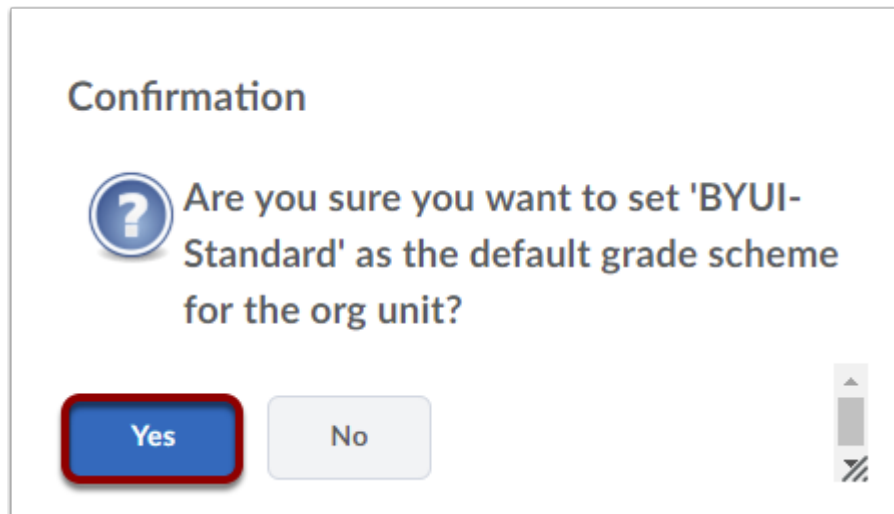 Confirmation
Are you sure you want to set 'BYUI-
Standard' as the default grade scheme
for the org unit?
Yes
No